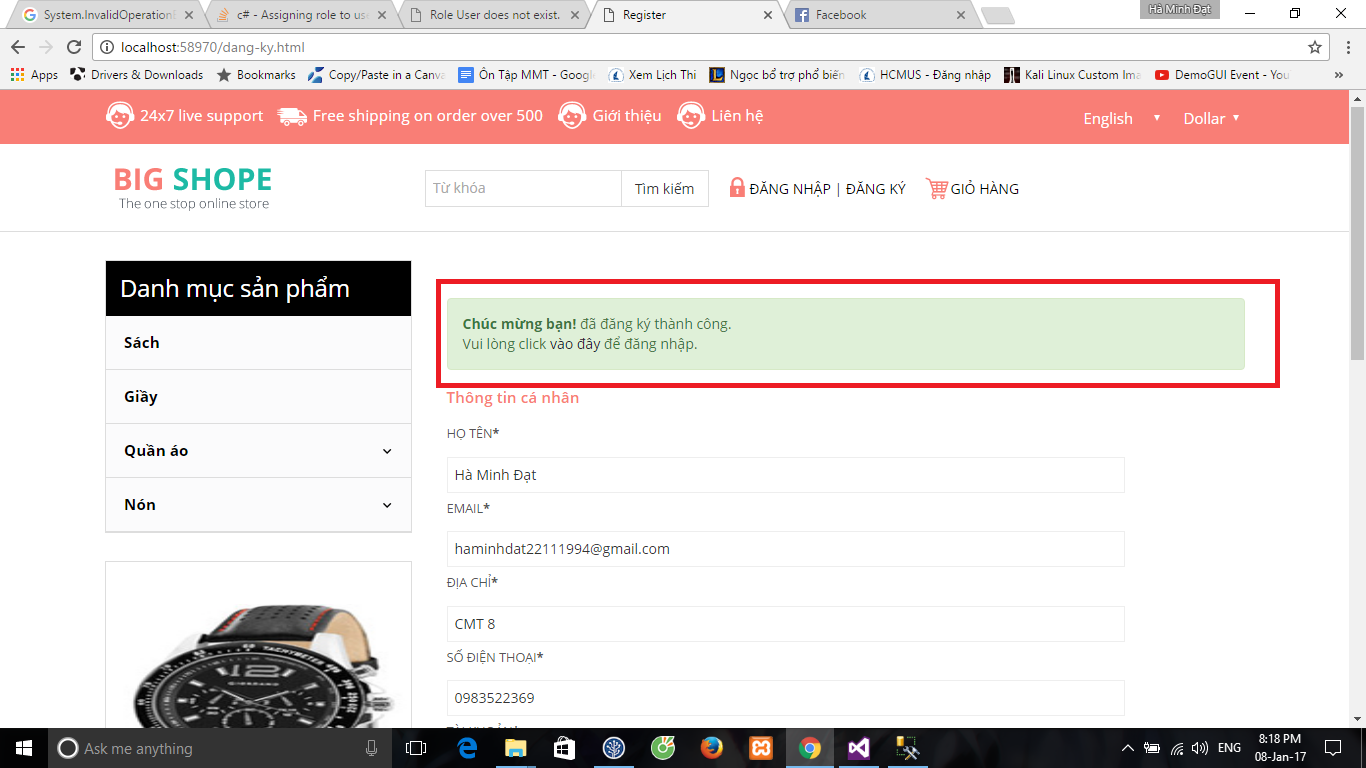 System.InvalidOperation
c# - Assigning role to use
Role User does not exist.
Register
Facebook
Hà Minh Đạt
localhost:58970/dang-ky.html
Apps
Drivers & Downloads
Bookmarks
Copy/Paste in a Canva
Ôn Tập MMT - Google
Xem Lịch Thi
Ngọc bổ trợ phổ biến
HCMUS - Đăng nhập
Kali Linux Custom Ima
DemoGUI Event - You
»
24x7 live support
Free shipping on order over 500
Giới thiệu
Liên hệ
English
Dollar
BIG SHOPE
The one stop online store
Từ khóa
Tìm kiếm
ĐĂNG NHẬP | ĐĂNG KÝ
GIỎ HÀNG
Danh mục sản phẩm
Sách
Giầy
Quần áo
Nón
Chúc mừng bạn! đã đăng ký thành công.
Vui lòng click vào đây để đăng nhập.
Thông tin cá nhân
HỌ TÊN*
Hà Minh Đạt
EMAIL*
haminhdat22111994@gmail.com
ĐỊA CHỈ*
CMT 8
SỐ ĐIỆN THOẠI*
0983522369
TACHYMETER
GIORDANO
Ask me anything
ENG
8:18 PM
08-Jan-17